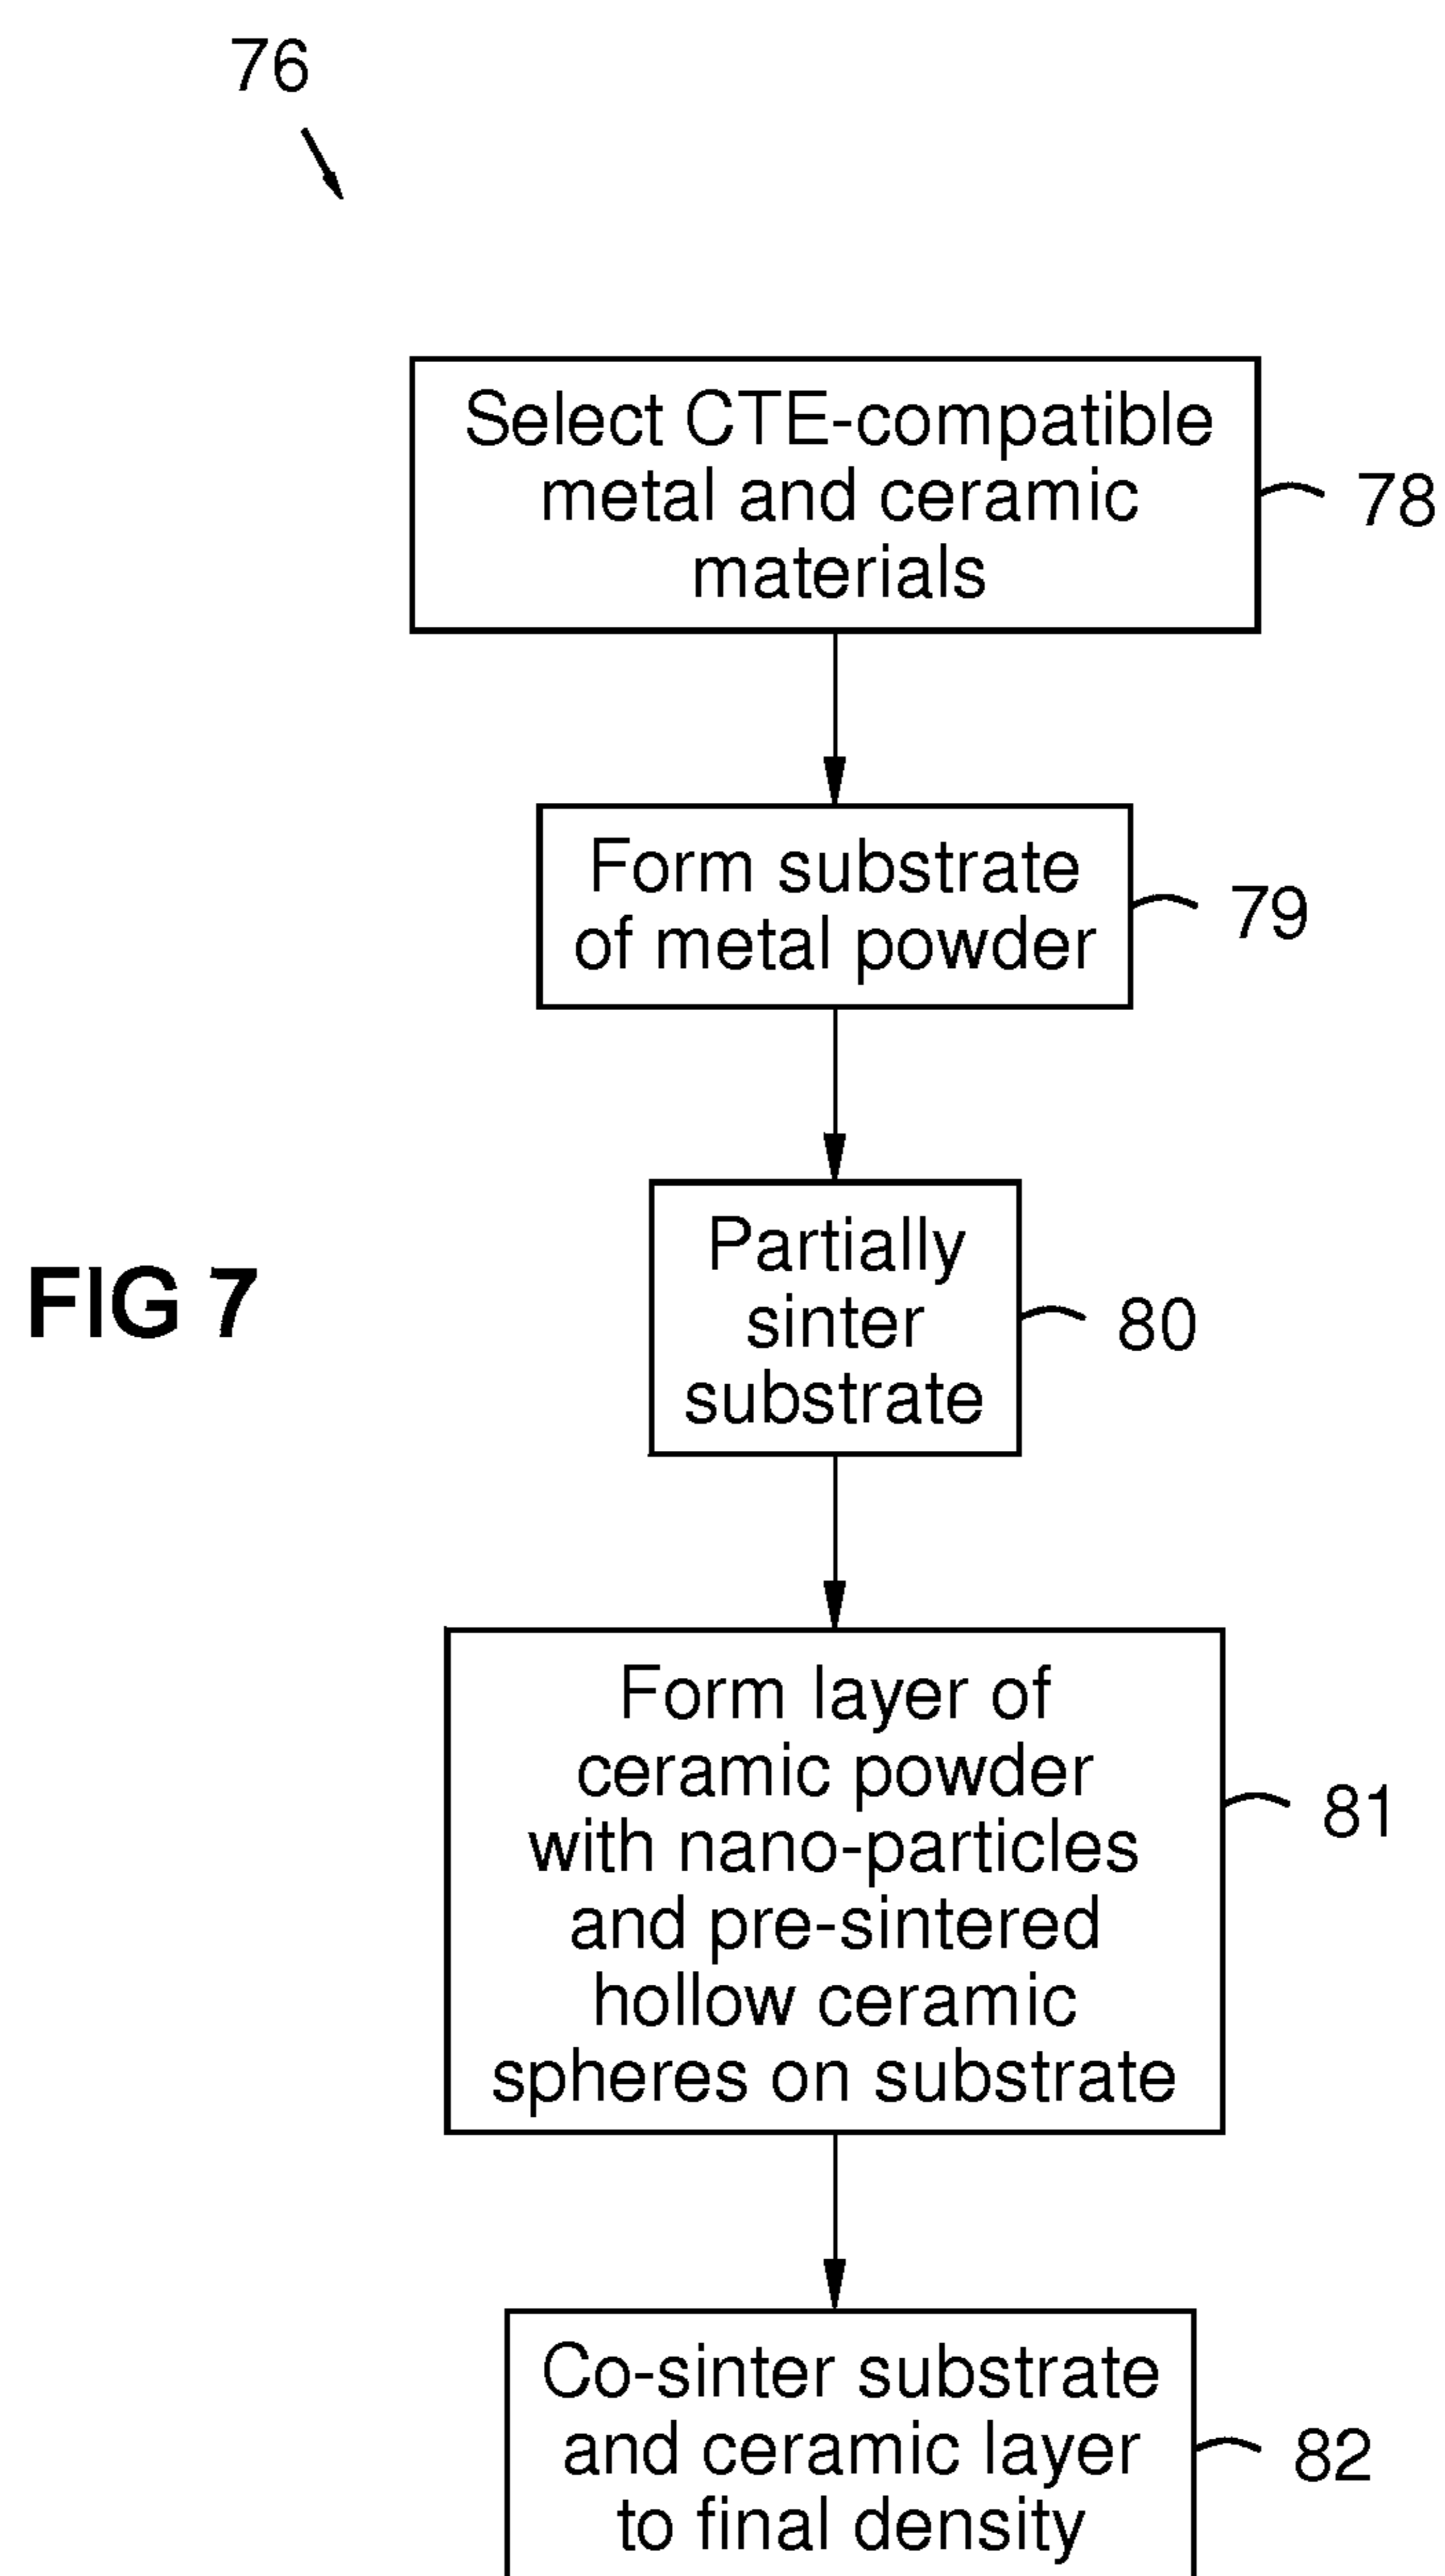 76
Select CTE-compatible
metal and ceramic
materials
78
Form substrate
of metal powder
79
Partially
sinter
substrate
80
FIG 7
Form layer of
ceramic powder
with nano-particles
and pre-sintered
hollow ceramic
spheres on substrate
81
Co-sinter substrate
and ceramic layer
to final density
82